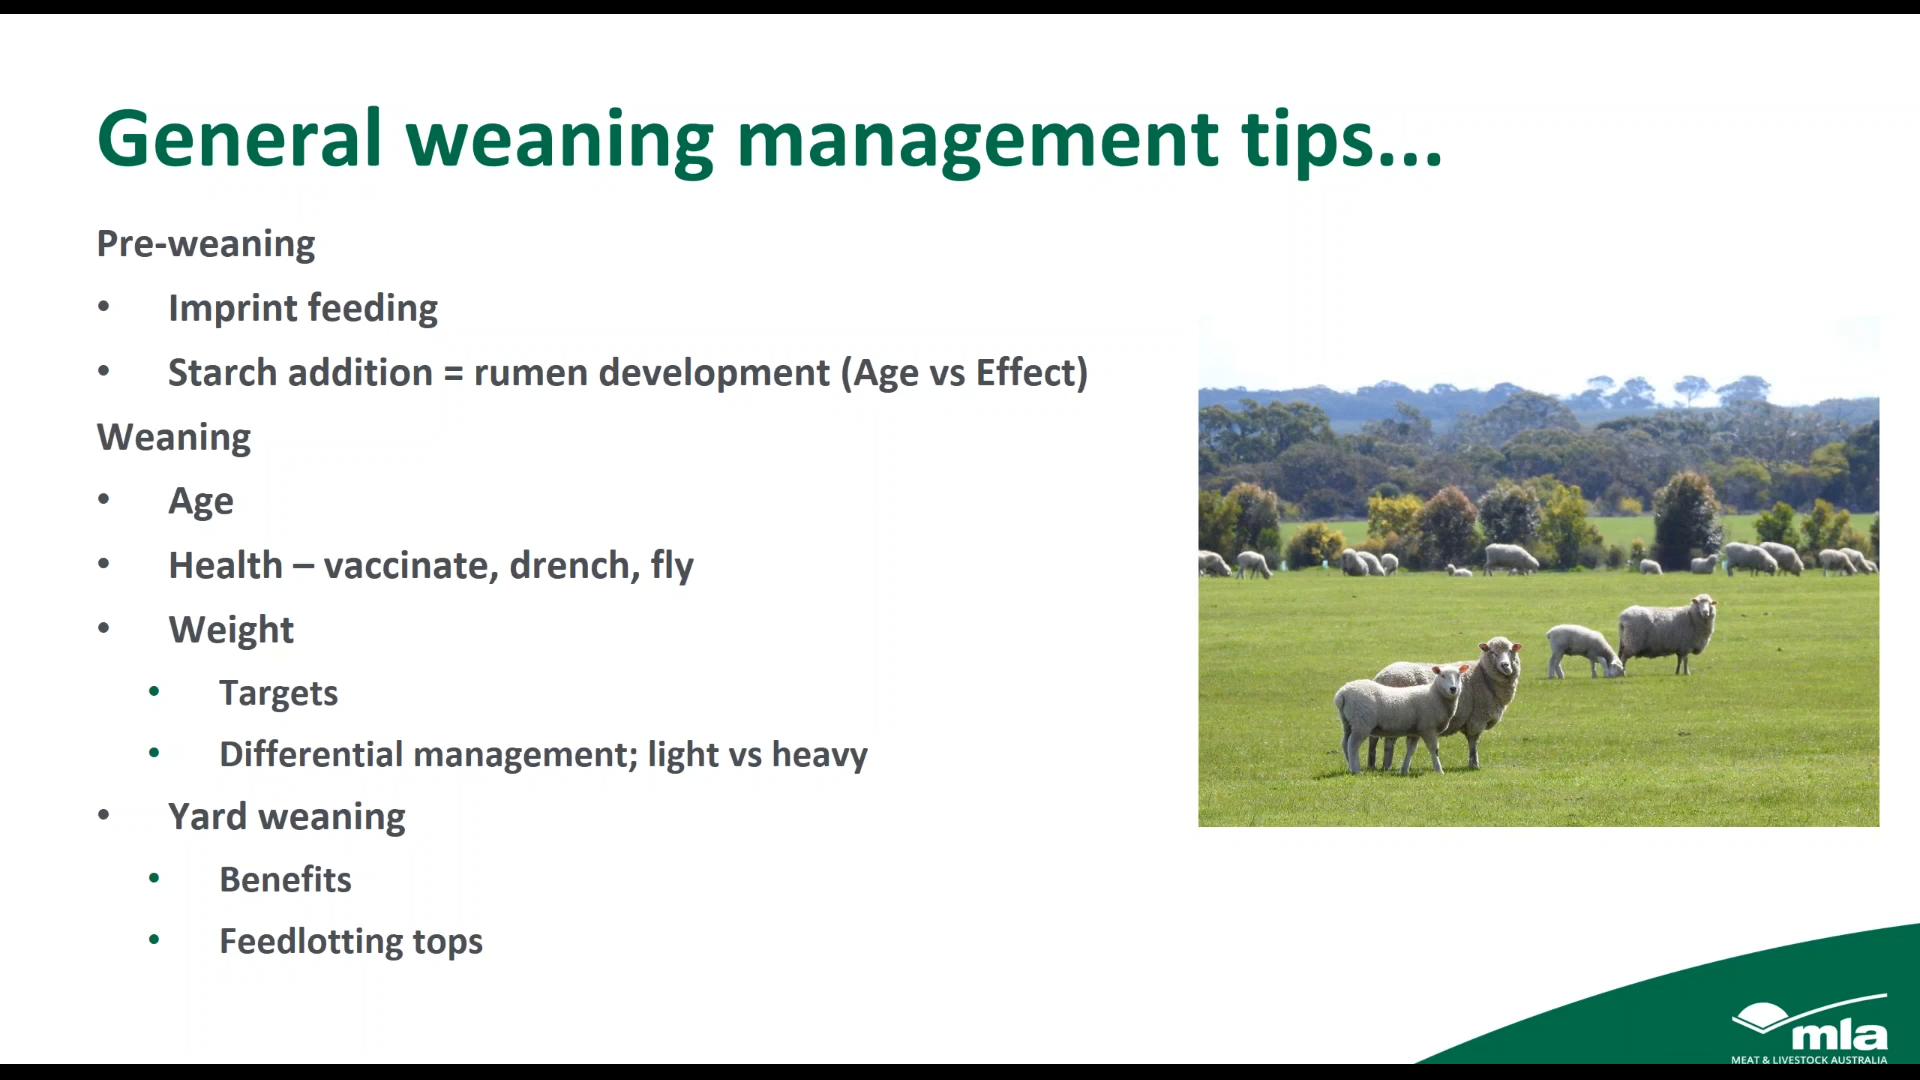 General weaning management tips...
Pre-weaning
• Imprint feeding
• Starch addition = rumen development (Age vs Effect)
Weaning
• Age
• Health – vaccinate, drench, fly
• Weight
• Targets
• Differential management; light vs heavy
• Yard weaning
• Benefits
• Feedlotting tops
mla
MEAT & LIVESTOCK AUSTRALIA